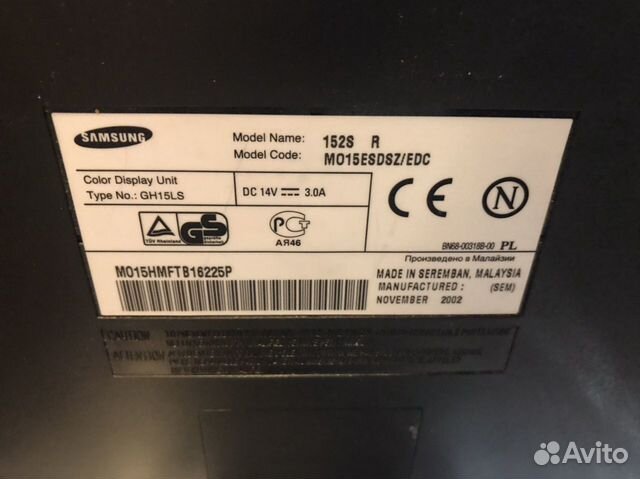 SAMSUNG
Model Name: 152S R
Model Code: MO15ESDSZ/EDC
Color Display Unit
Type No.: GH15LS
DC 14V 3.0A
TÜV Rheinland
GS
PCT
АЯ46
CE
N
BN68-00318B-00 PL
Произведено в Малайзии
MO15HMFTB16225P
MADE IN SEREMBAN, MALAYSIA
MANUFACTURED : (SEM)
NOVEMBER 2002
CAUTION
ATTENTION
Avito